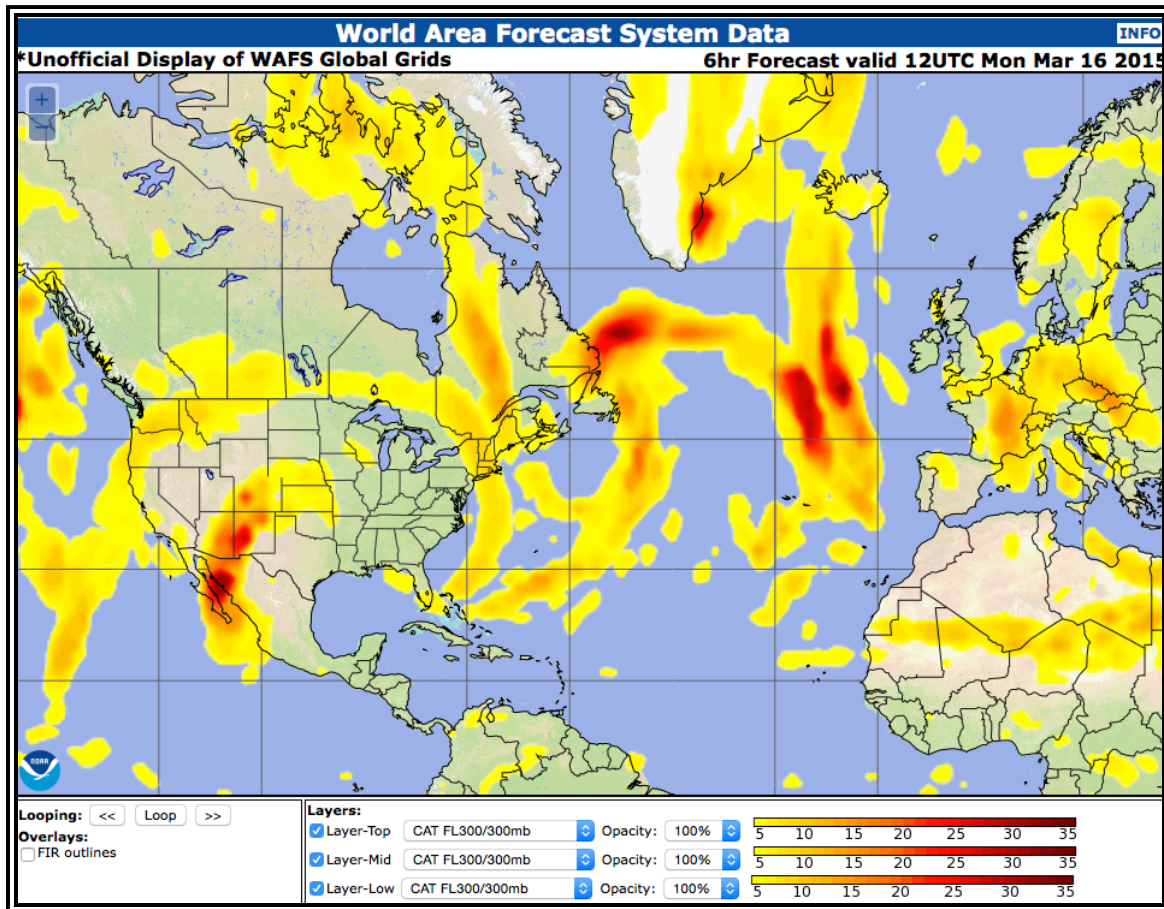 World Area Forecast System Data
INFO
*Unofficial Display of WAFS Global Grids
6hr Forecast valid 12UTC Mon Mar 16 2015
+
−
NOAA
Looping: << Loop >>
Overlays:
FIR outlines
Layers:
Layer-Top CAT FL300/300mb Opacity: 100%
5 10 15 20 25 30 35
Layer-Mid CAT FL300/300mb Opacity: 100%
5 10 15 20 25 30 35
Layer-Low CAT FL300/300mb Opacity: 100%
5 10 15 20 25 30 35